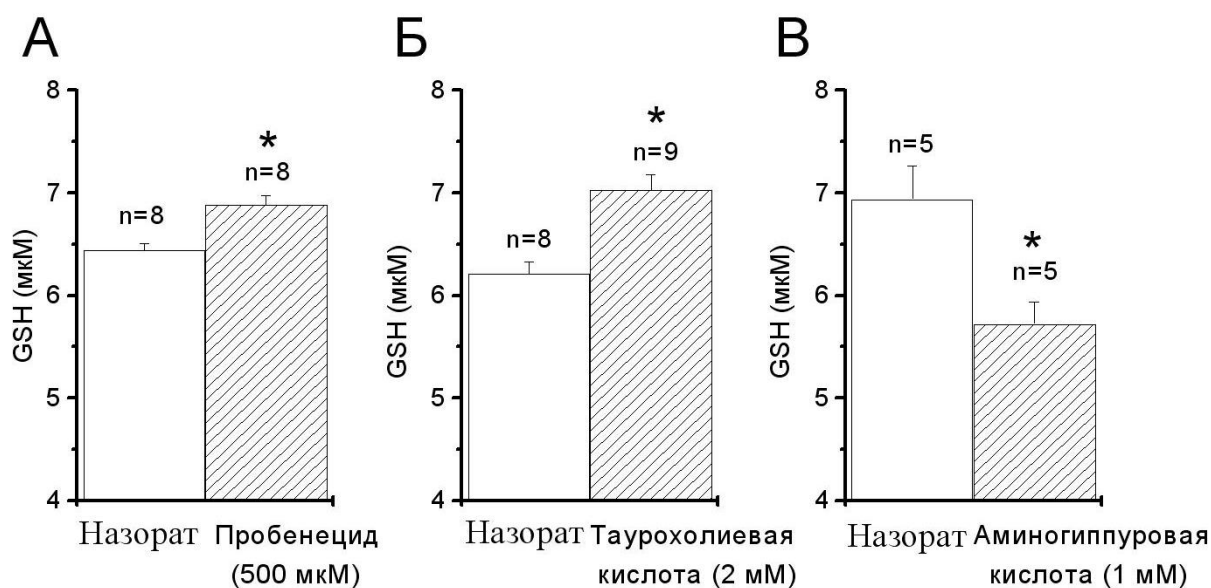 А
8
7
6
5
4
GSH (мкМ)
n=8
*
n=8
Назорат
Пробенецид
(500 мкМ)
Б
8
7
6
5
4
GSH (мкМ)
n=8
*
n=9
Назорат
Таурохолиевая
кислота (2 мМ)
В
8
7
6
5
4
GSH (мкМ)
n=5
*
n=5
Назорат
Аминогиппуровая
кислота (1 мМ)